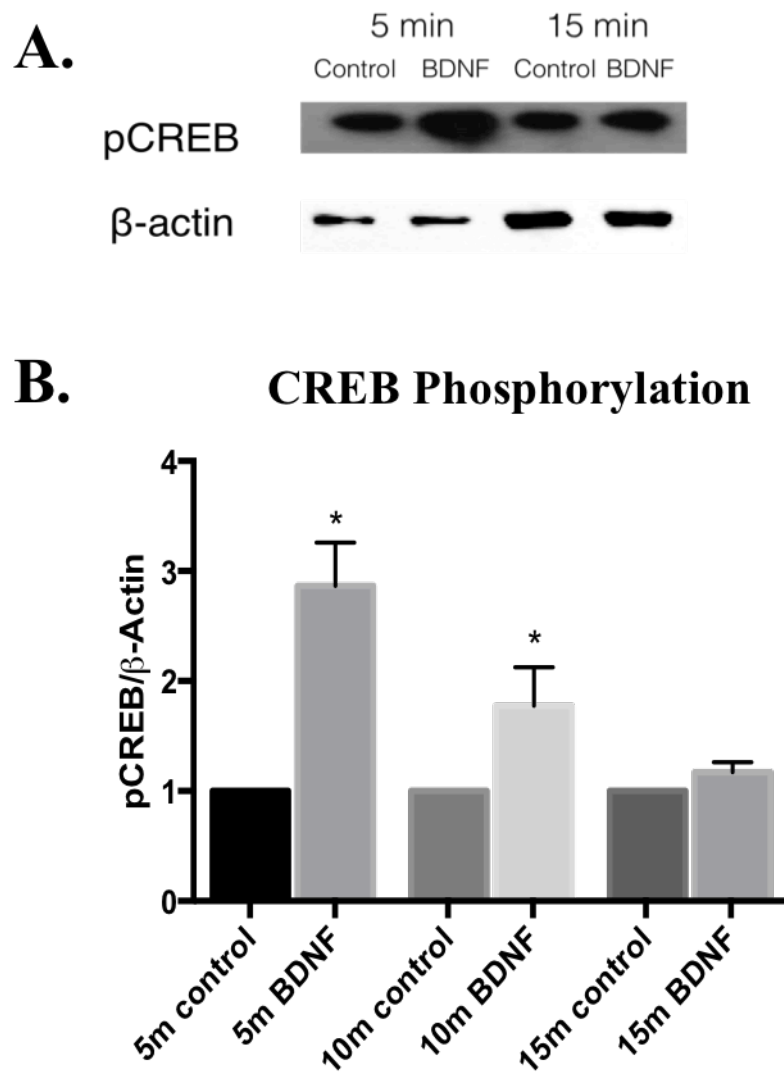 A.
5 min 15 min
Control BDNF Control BDNF
pCREB
β-actin
B. CREB Phosphorylation
pCREB/β-Actin
4
*
3
*
2
1
0
5m control
5m BDNF
10m control
10m BDNF
15m control
15m BDNF